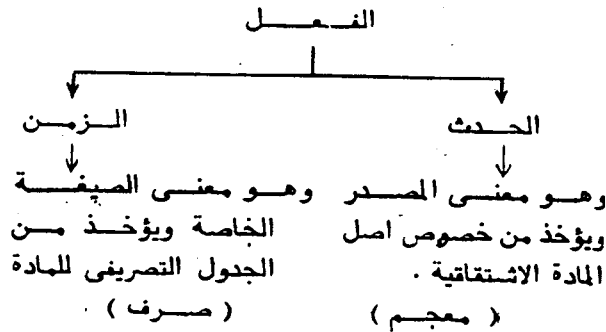 الفعل
الحدث
الزمن
وهو معنى المصدر
ويؤخذ من خصوص اصل
المادة الاشتقاقية .
( معجم )
وهو معنى الصيغة
الخاصة ويؤخذ من
الجدول التصريفى للمادة
( صرف ) .